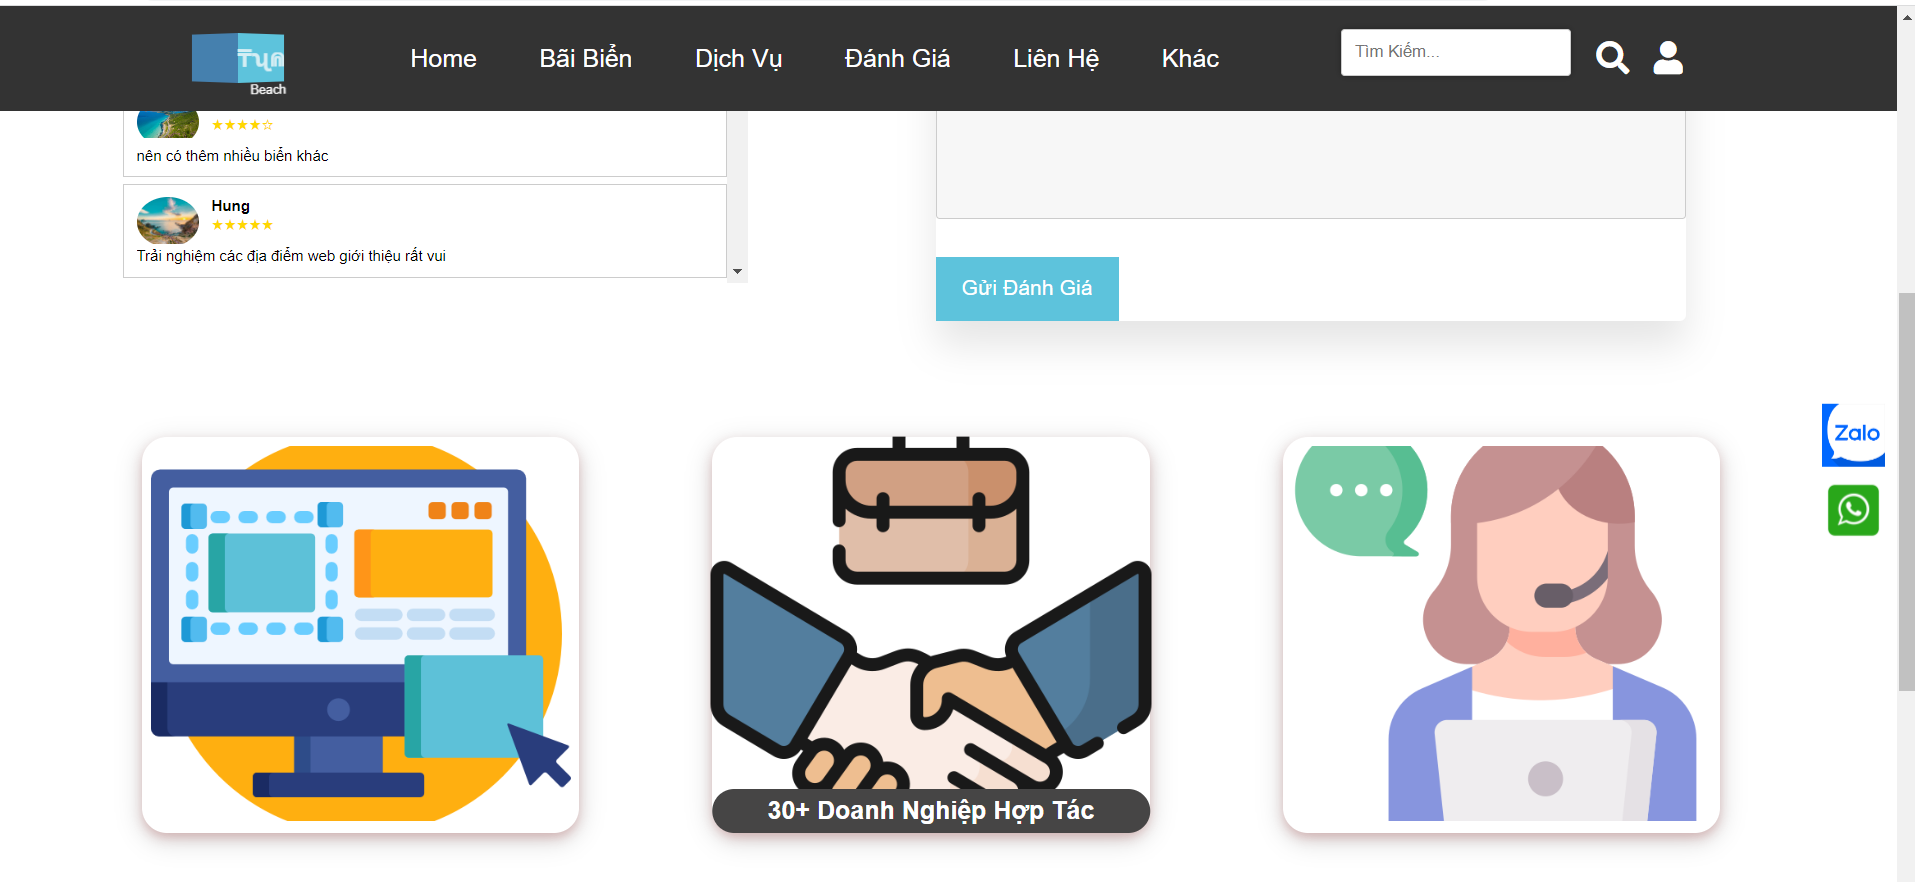 Beach
Home
Bãi Biển
Dịch Vụ
Đánh Giá
Liên Hệ
Khác
Tìm Kiếm...
★★★★☆
nên có thêm nhiều biển khác
Hung
★★★★★
Trải nghiệm các địa điểm web giới thiệu rất vui
Gửi Đánh Giá
Zalo
30+ Doanh Nghiệp Hợp Tác